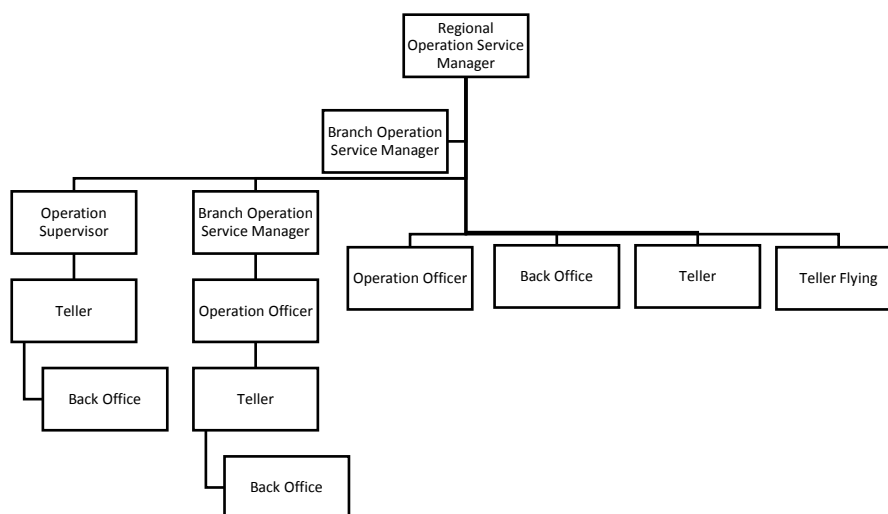 Regional
Operation Service
Manager
Branch Operation
Service Manager
Operation
Supervisor
Branch Operation
Service Manager
Operation Officer
Back Office
Teller
Teller Flying
Teller
Operation Officer
Back Office
Teller
Back Office